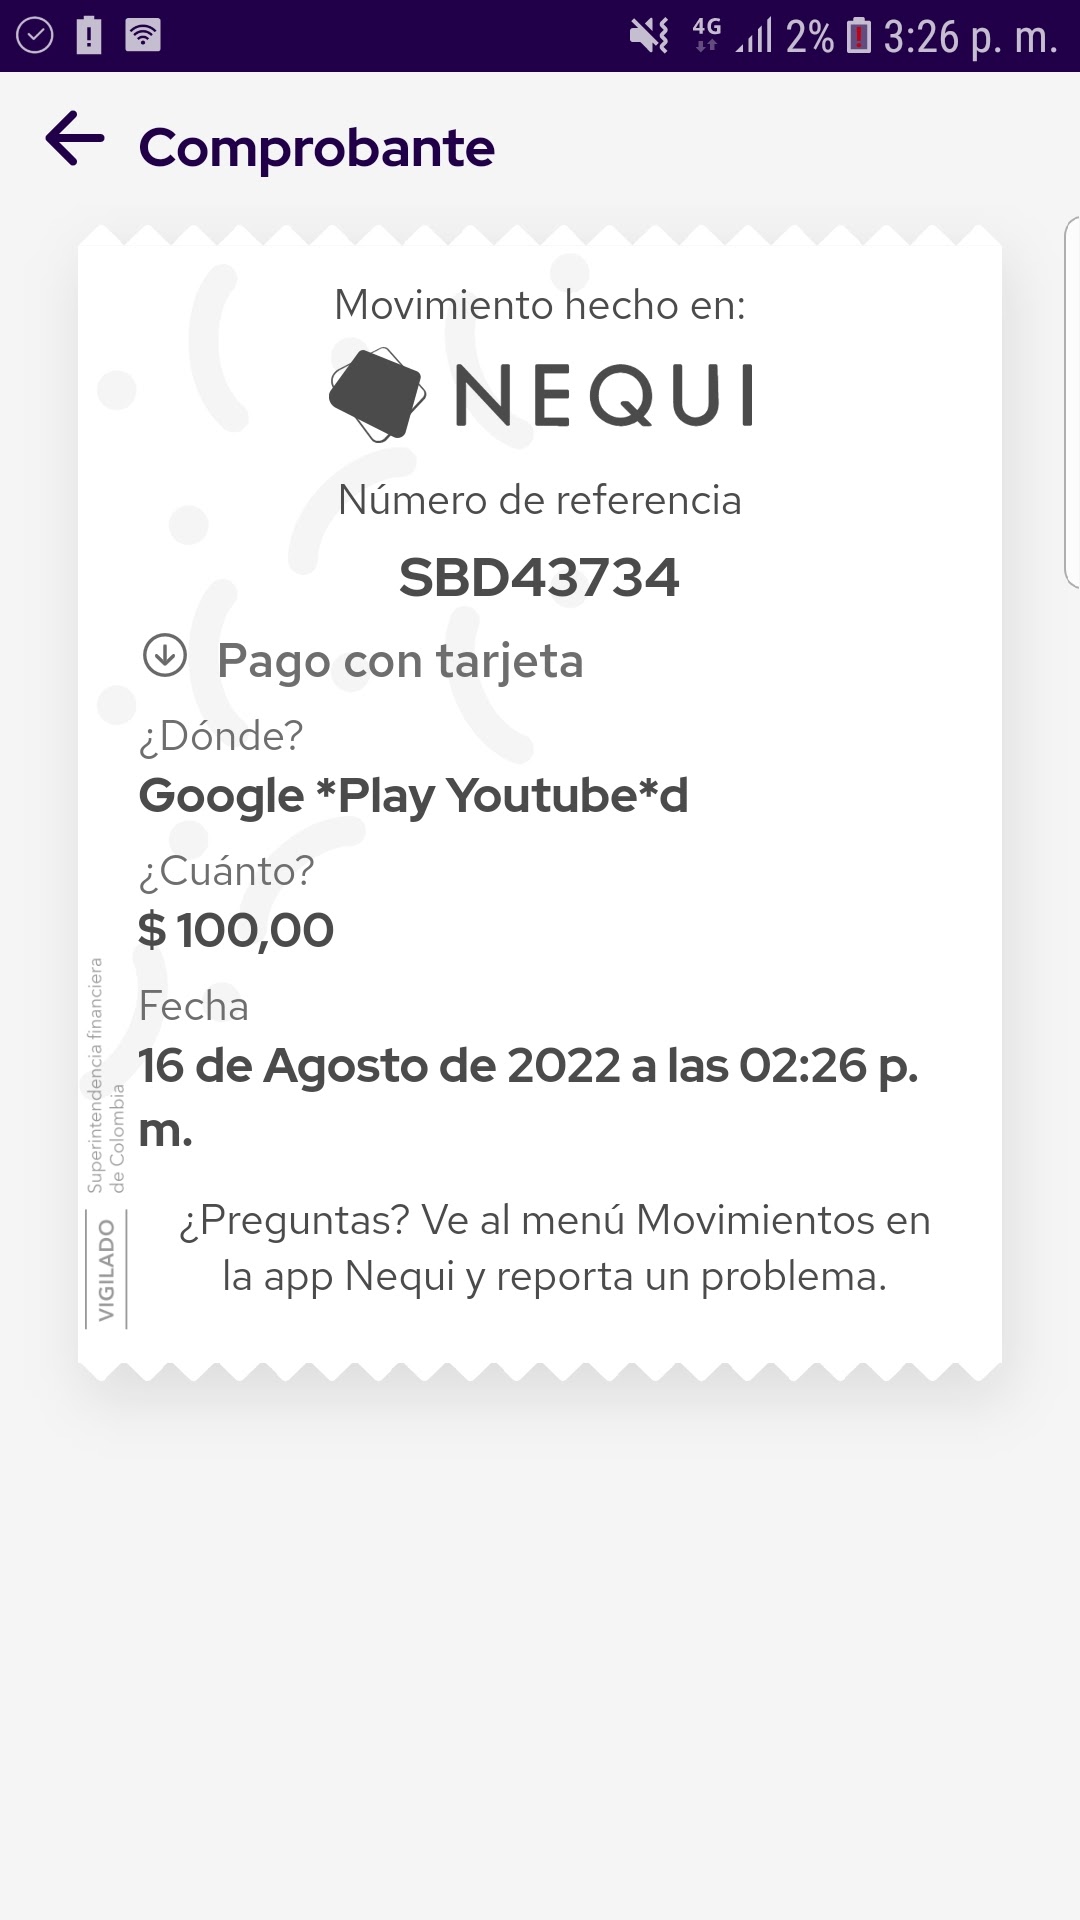 4G 2% 3:26 p. m.
Comprobante
Movimiento hecho en:
NEQUI
Número de referencia
SBD43734
Pago con tarjeta
¿Dónde?
Google *Play Youtube*d
¿Cuánto?
$ 100,00
Fecha
16 de Agosto de 2022 a las 02:26 p.
m.
¿Preguntas? Ve al menú Movimientos en
la app Nequi y reporta un problema.
VIGILADO
Superintendencia financiera
de Colombia